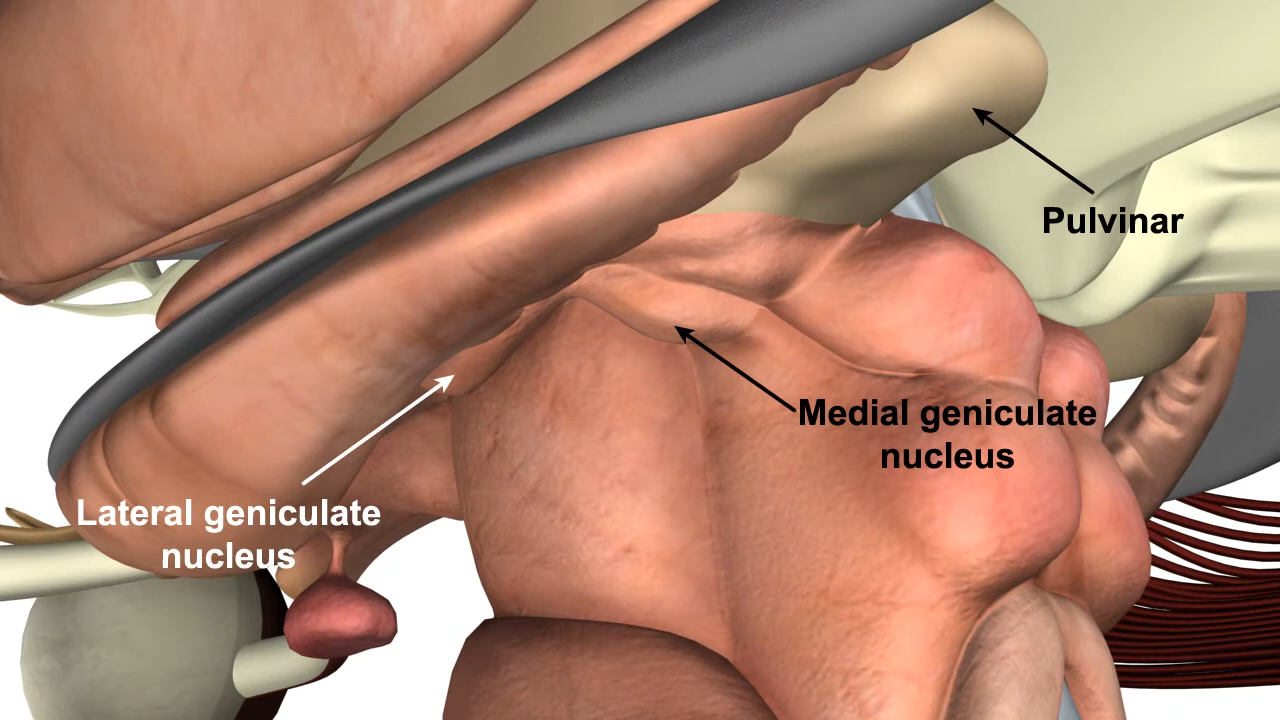 Pulvinar
Medial geniculate
nucleus
Lateral geniculate
nucleus